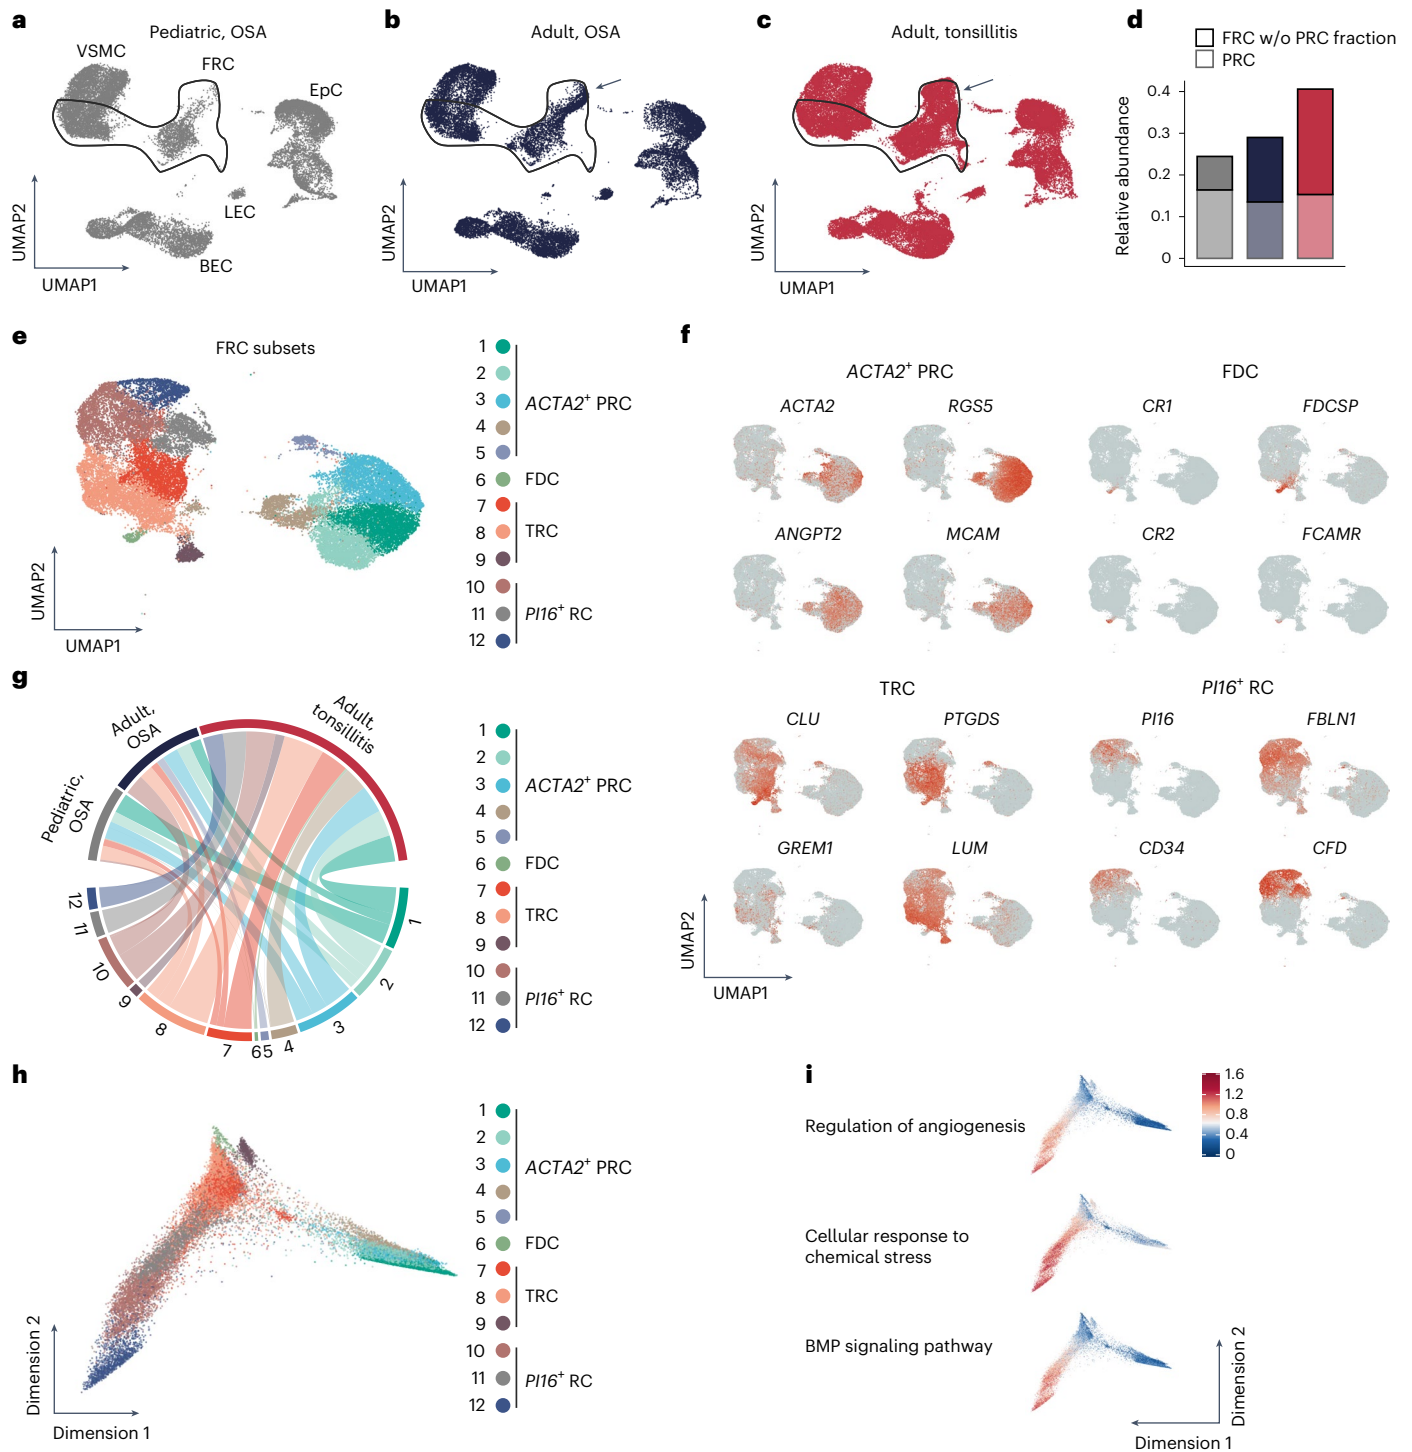 a
Pediatric, OSA
VSMC
FRC
EpC
LEC
BEC
UMAP2
UMAP1
b
Adult, OSA
UMAP2
UMAP1
c
Adult, tonsillitis
UMAP2
UMAP1
d
FRC w/o PRC fraction
PRC
Relative abundance
0.4
0.3
0.2
0.1
0
e
FRC subsets
UMAP2
UMAP1
1
2
3
4
5
6
7
8
9
10
11
12
ACTA2+ PRC
FDC
TRC
PI16+ RC
f
ACTA2+ PRC
FDC
ACTA2
RGS5
CR1
FDCSP
ANGPT2
MCAM
CR2
FCAMR
TRC
PI16+ RC
CLU
PTGDS
PI16
FBLN1
GREM1
LUM
CD34
CFD
UMAP2
UMAP1
g
Pediatric,
OSA
Adult,
OSA
Adult,
tonsillitis
12
11
10
9
8
7
6
5
4
3
2
1
1
2
3
4
5
6
7
8
9
10
11
12
ACTA2+ PRC
FDC
TRC
PI16+ RC
h
Dimension 2
Dimension 1
1
2
3
4
5
6
7
8
9
10
11
12
ACTA2+ PRC
FDC
TRC
PI16+ RC
i
Regulation of angiogenesis
1.6
1.2
0.8
0.4
0
Cellular response to
chemical stress
BMP signaling pathway
Dimension 2
Dimension 1